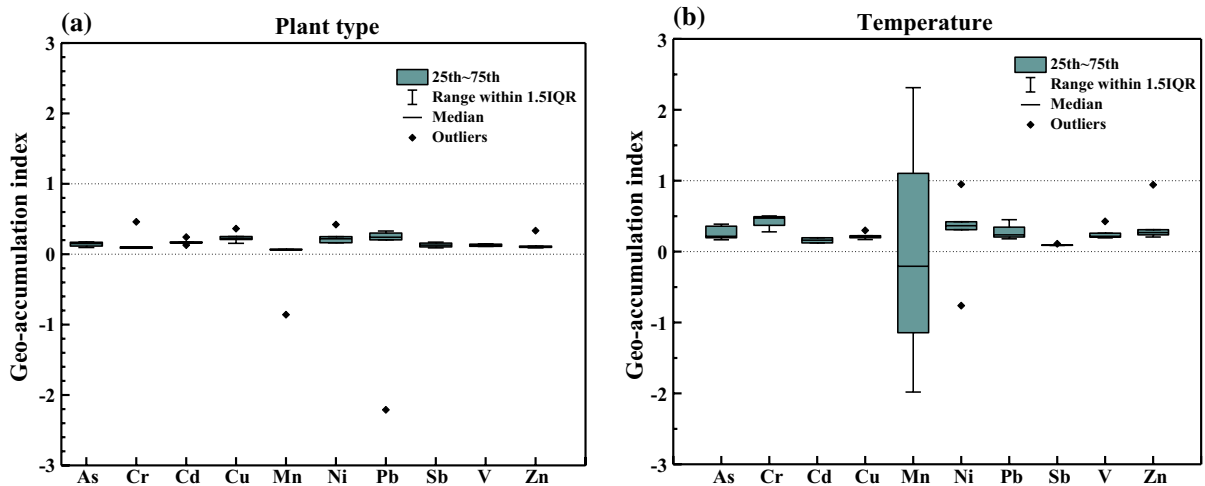 (a)
Plant type
3
2
1
0
-1
-2
-3
Geo-accumulation index
25th~75th
Range within 1.5IQR
Median
Outliers
As Cr Cd Cu Mn Ni Pb Sb V Zn
(b)
Temperature
3
2
1
0
-1
-2
-3
Geo-accumulation index
25th~75th
Range within 1.5IQR
Median
Outliers
As Cr Cd Cu Mn Ni Pb Sb V Zn